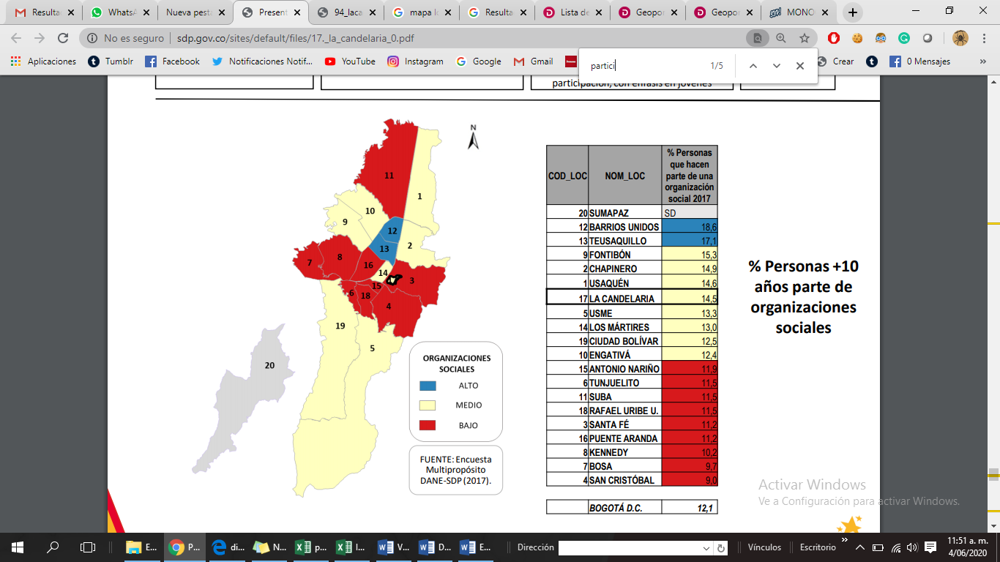 Resulta
WhatsA
Nueva pest
Present
94_laca
mapa lo
Resulta
Lista de
Geopor
Geopor
MONO
No es seguro | sdp.gov.co/sites/default/files/17._la_candelaria_0.pdf
Aplicaciones
Tumblr
Facebook
Notificaciones Notif...
YouTube
Instagram
Google
Gmail
Crear
0 Mensajes
»
partici
1/5
participación, con énfasis en jóvenes
N
11
1
10
9
12
2
13
8
7
16
14
3
15
6
18
4
19
5
20
ORGANIZACIONES
SOCIALES
ALTO
MEDIO
BAJO
FUENTE: Encuesta
Multipropósito
DANE-SDP (2017).
COD_LOC NOM_LOC % Personas
que hacen
parte de una
organización
social 2017
20 SUMAPAZ SD
12 BARRIOS UNIDOS 18,6
13 TEUSAQUILLO 17,1
9 FONTIBÓN 15,3
2 CHAPINERO 14,9
1 USAQUÉN 14,6
17 LA CANDELARIA 14,5
5 USME 13,3
14 LOS MÁRTIRES 13,0
19 CIUDAD BOLÍVAR 12,5
10 ENGATIVÁ 12,4
15 ANTONIO NARIÑO 11,9
6 TUNJUELITO 11,5
11 SUBA 11,5
18 RAFAEL URIBE U. 11,5
3 SANTA FÉ 11,2
16 PUENTE ARANDA 11,2
8 KENNEDY 10,2
7 BOSA 9,7
4 SAN CRISTÓBAL 9,0
BOGOTÁ D.C. 12,1
% Personas +10
años parte de
organizaciones
sociales
Activar Windows
Ve a Configuración para activar Windows.
E...
P...
di...
N...
p...
I...
V...
D...
E...
Dirección
Vínculos
Escritorio
»
11:51 a. m.
4/06/2020